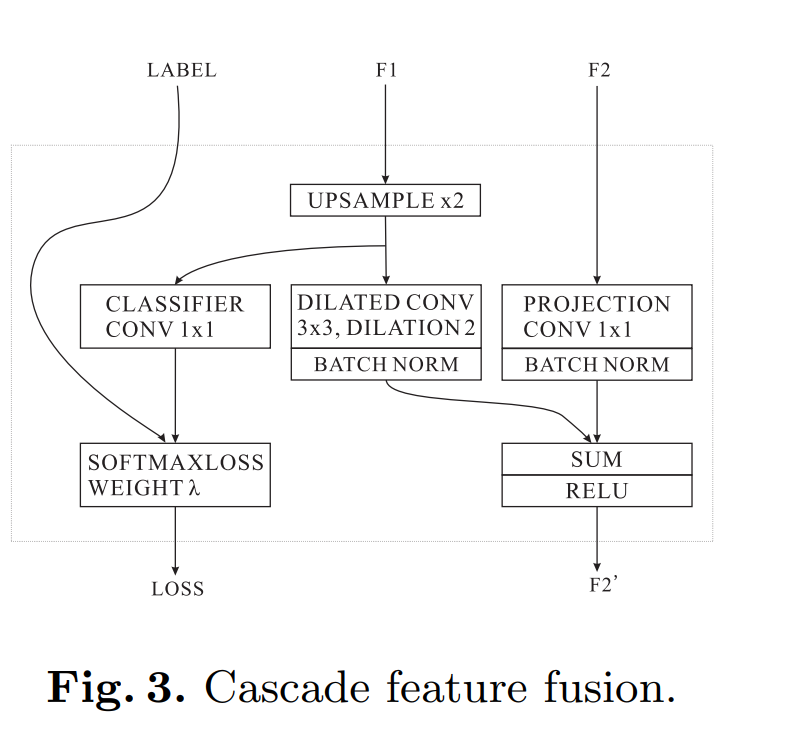 LABEL
F1
F2
UPSAMPLE x2
CLASSIFIER
CONV 1x1
DILATED CONV
3x3, DILATION 2
BATCH NORM
PROJECTION
CONV 1x1
BATCH NORM
SOFTMAXLOSS
WEIGHT λ
SUM
RELU
LOSS
F2’
Fig. 3. Cascade feature fusion.